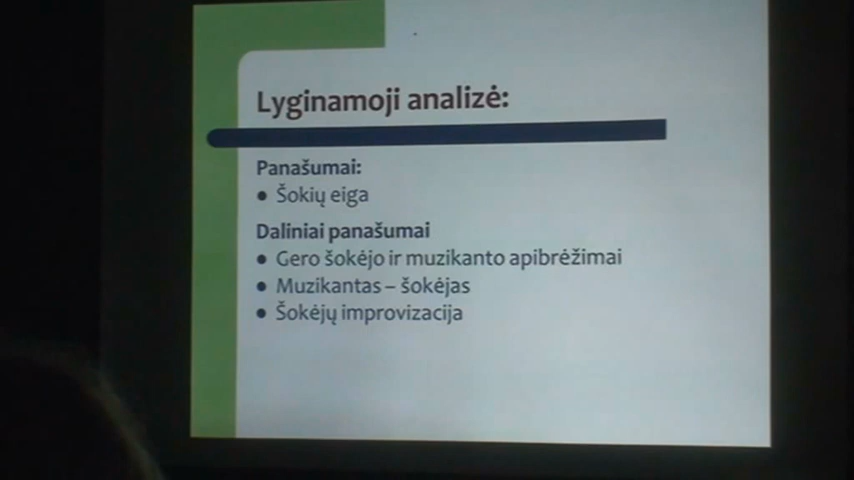 Lyginamoji analizė:
Panašumai:
• Šokių eiga
Daliniai panašumai
• Gero šokėjo ir muzikanto apibrėžimai
• Muzikantas – šokėjas
• Šokėjų improvizacija